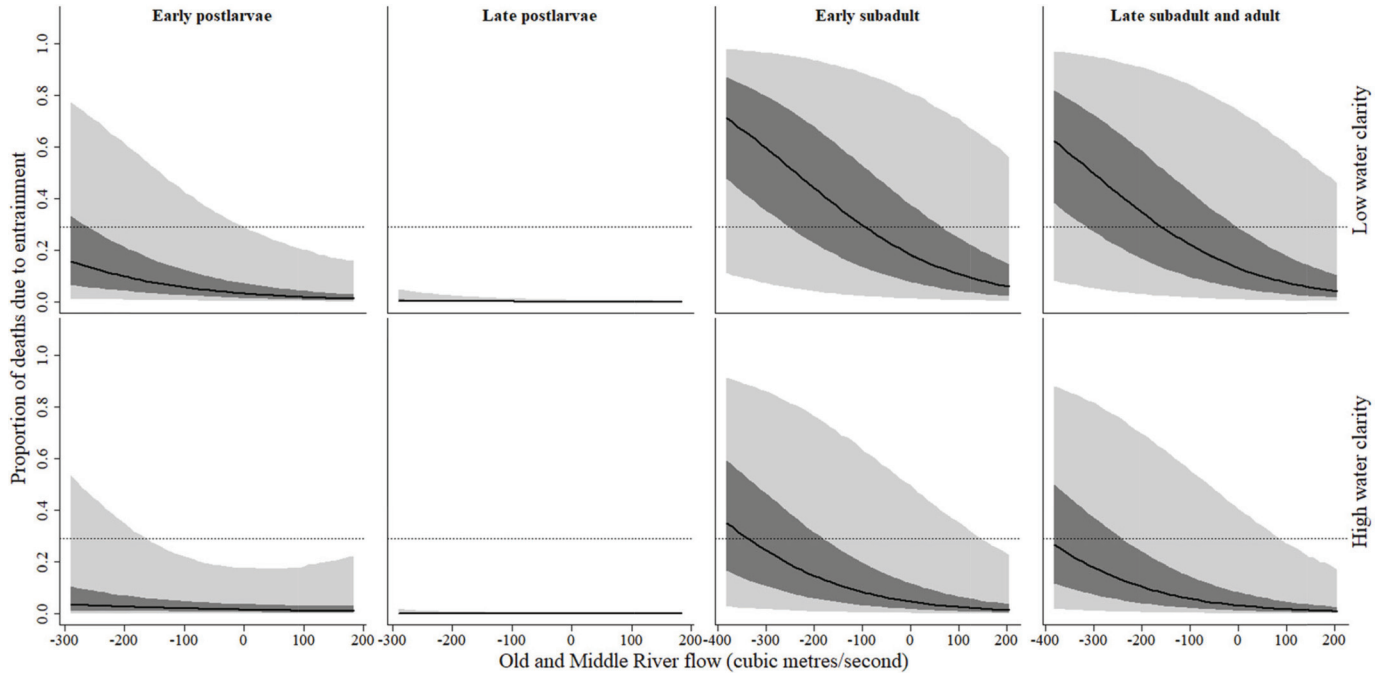 Early postlarvae
Late postlarvae
Early subadult
Late subadult and adult
Proportion of deaths due to entrainment
1.0
0.8
0.6
0.4
0.2
0.0
Low water clarity
1.0
0.8
0.6
0.4
0.2
0.0
High water clarity
-300 -200 -100 0 100 200
-300 -200 -100 0 100 200
-400 -300 -200 -100 0 100 200
-400 -300 -200 -100 0 100 200
Old and Middle River flow (cubic metres/second)